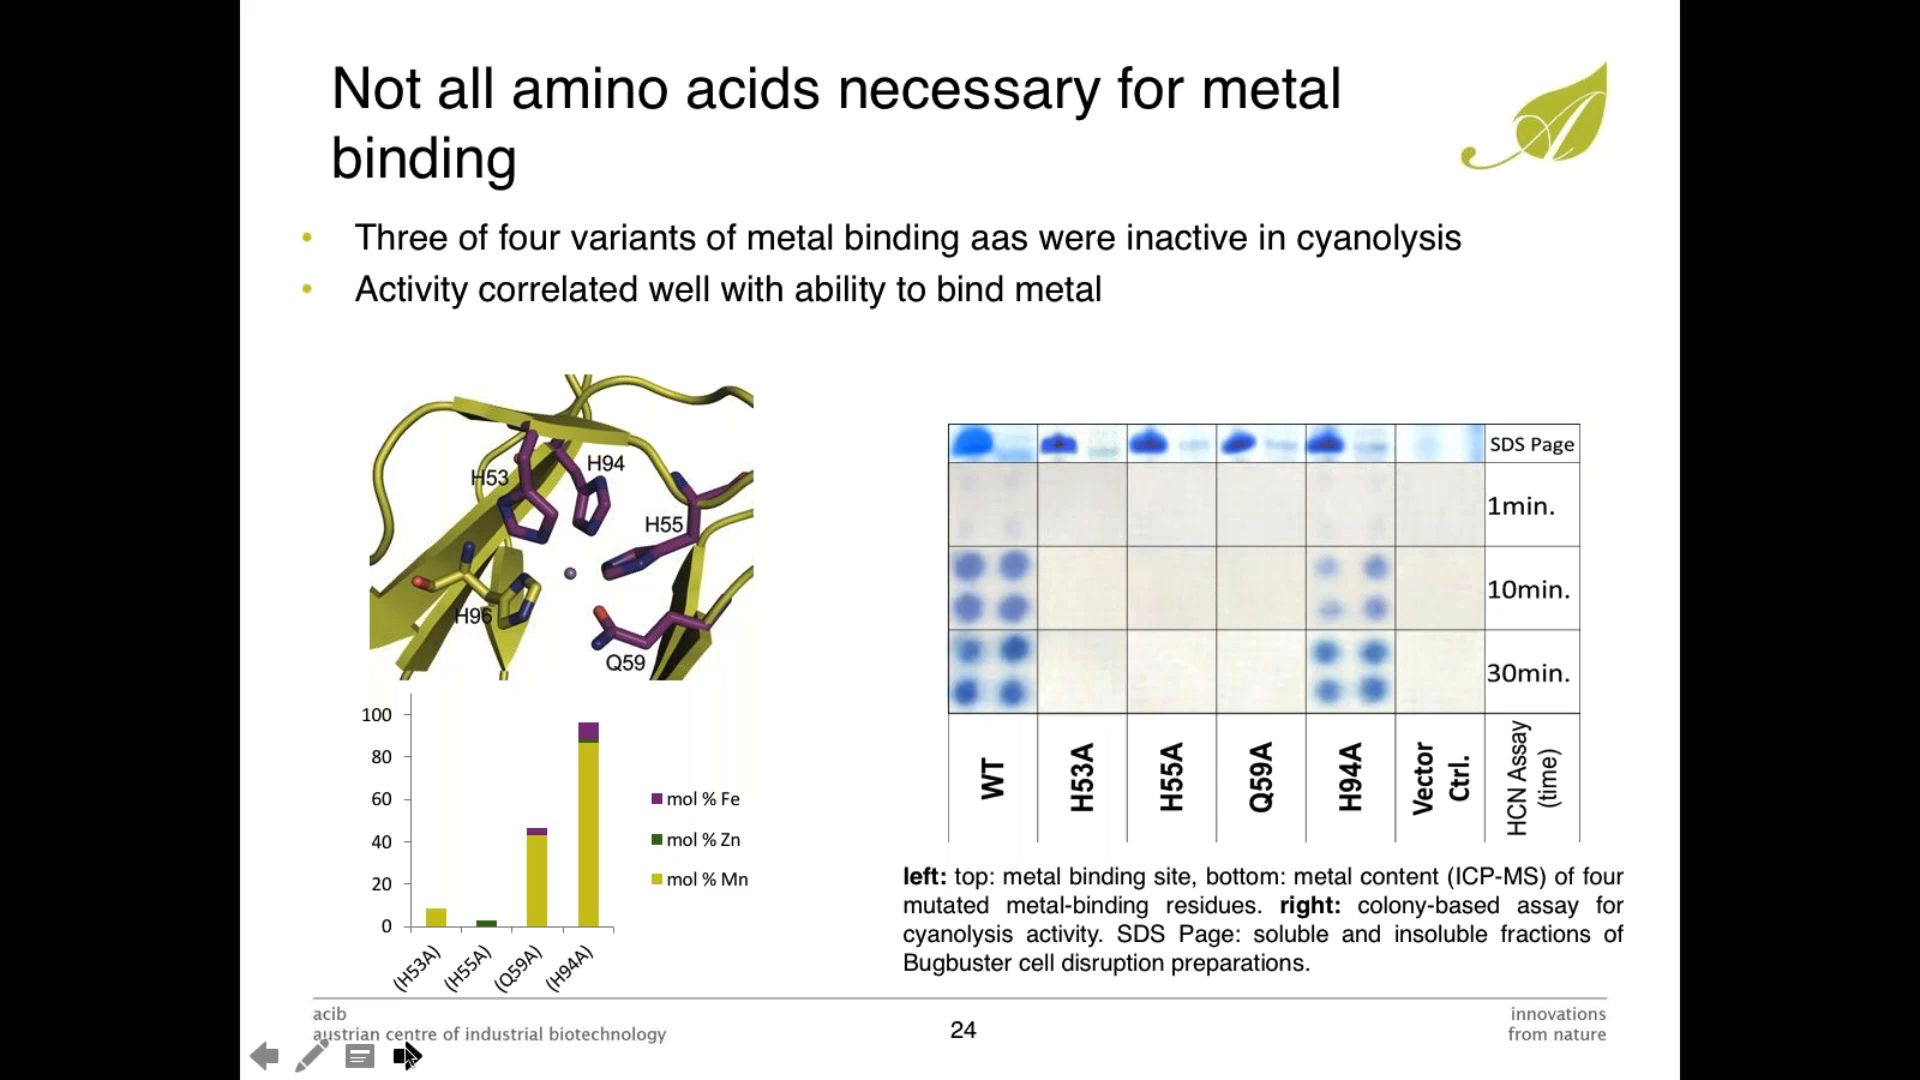 Not all amino acids necessary for metal
binding
• Three of four variants of metal binding aas were inactive in cyanolysis
• Activity correlated well with ability to bind metal
H53
H94
H55
H96
Q59
100
80
60
40
20
0
(H53A)
(H55A)
(Q59A)
(H94A)
mol % Fe
mol % Zn
mol % Mn
SDS Page
1min.
10min.
30min.
WT
H53A
H55A
Q59A
H94A
Vector
Ctrl.
HCN Assay
(time)
left: top: metal binding site, bottom: metal content (ICP-MS) of four
mutated metal-binding residues. right: colony-based assay for
cyanolysis activity. SDS Page: soluble and insoluble fractions of
Bugbuster cell disruption preparations.
acib
austrian centre of industrial biotechnology
24
innovations
from nature